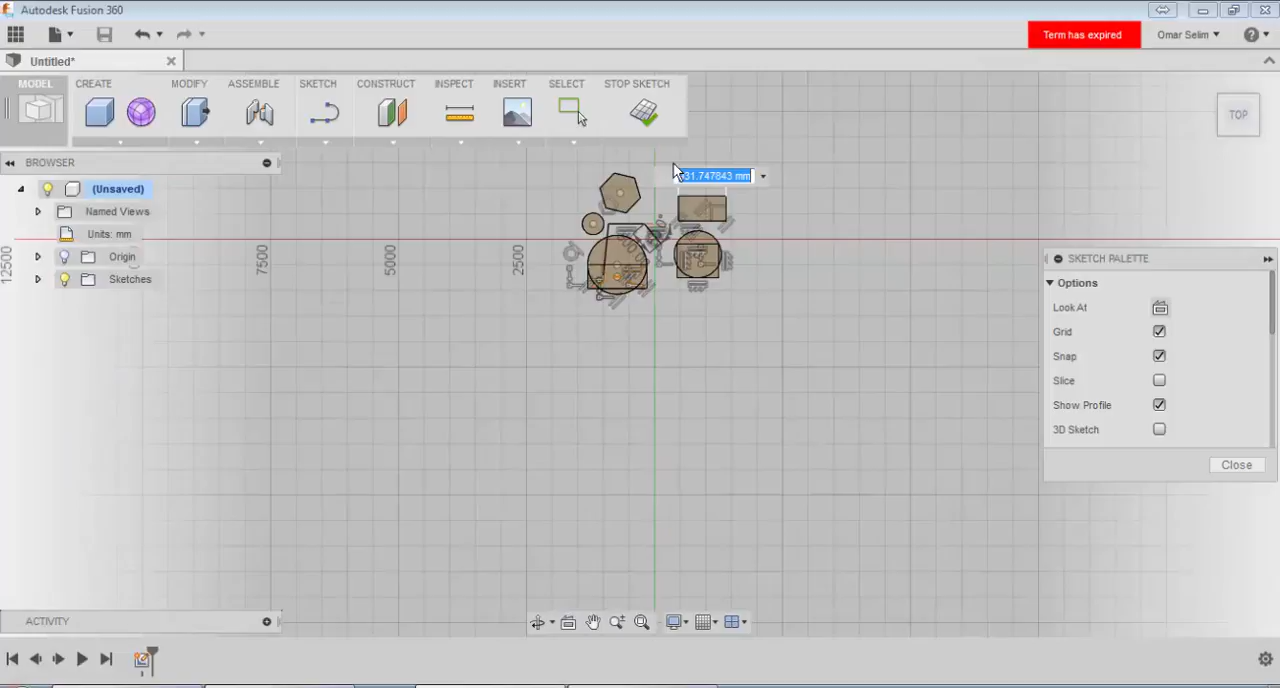 Autodesk Fusion 360
Term has expired
Omar Selim
Untitled*
MODEL
CREATE
MODIFY
ASSEMBLE
SKETCH
CONSTRUCT
INSPECT
INSERT
SELECT
STOP SKETCH
TOP
BROWSER
31.747843 mm
(Unsaved)
Named Views
Units: mm
Origin
Sketches
12500
7500
5000
2500
SKETCH PALETTE
Options
Look At
Grid
Snap
Slice
Show Profile
3D Sketch
Close
ACTIVITY